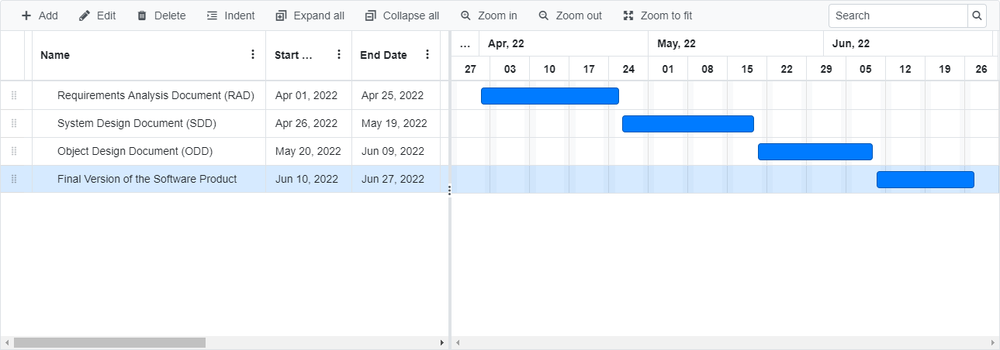 Add Edit Delete Indent Expand all Collapse all Zoom in Zoom out Zoom to fit Search
Name Start ... End Date
... Apr, 22 May, 22 Jun, 22
27 03 10 17 24 01 08 15 22 29 05 12 19 26
Requirements Analysis Document (RAD) Apr 01, 2022 Apr 25, 2022
System Design Document (SDD) Apr 26, 2022 May 19, 2022
Object Design Document (ODD) May 20, 2022 Jun 09, 2022
Final Version of the Software Product Jun 10, 2022 Jun 27, 2022